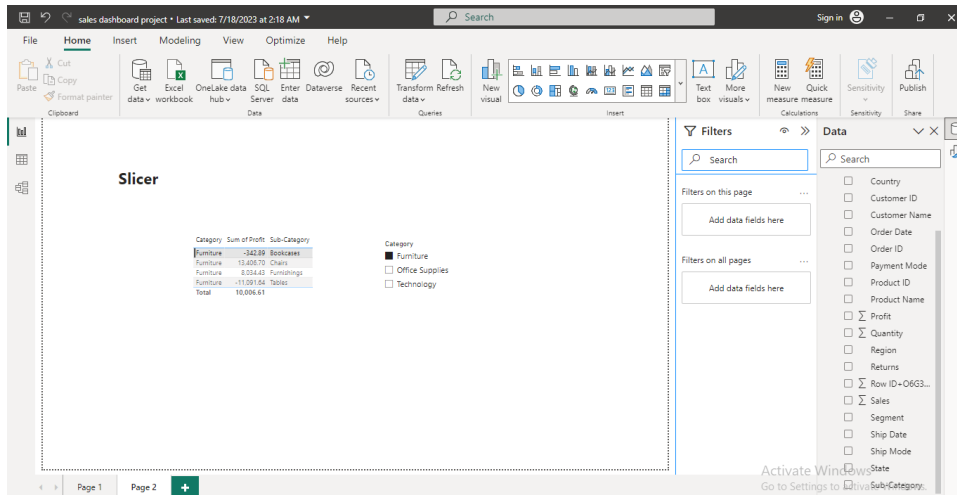 sales dashboard project • Last saved: 7/18/2023 at 2:18 AM
Search
Sign in
File Home Insert Modeling View Optimize Help
Paste
Cut
Copy
Format painter
Clipboard
Get data
Excel workbook
OneLake data hub
SQL Server
Enter data
Dataverse
Recent sources
Data
Transform data
Refresh
Queries
New visual
Text box
More visuals
Insert
New measure
Quick measure
Calculations
Sensitivity
Sensitivity
Publish
Share
Slicer
Category Sum of Profit Sub-Category
Furniture -342.89 Bookcases
Furniture 13,406.70 Chairs
Furniture 8,034.43 Furnishings
Furniture -11,091.64 Tables
Total 10,006.61
Category
Furniture
Office Supplies
Technology
Filters
Search
Filters on this page
Add data fields here
Filters on all pages
Add data fields here
Data
Search
Country
Customer ID
Customer Name
Order Date
Order ID
Payment Mode
Product ID
Product Name
Profit
Quantity
Region
Returns
Row ID+O6G3...
Sales
Segment
Ship Date
Ship Mode
State
Sub-Category
Activate Windows
Go to Settings to activate Windows.
Page 1
Page 2